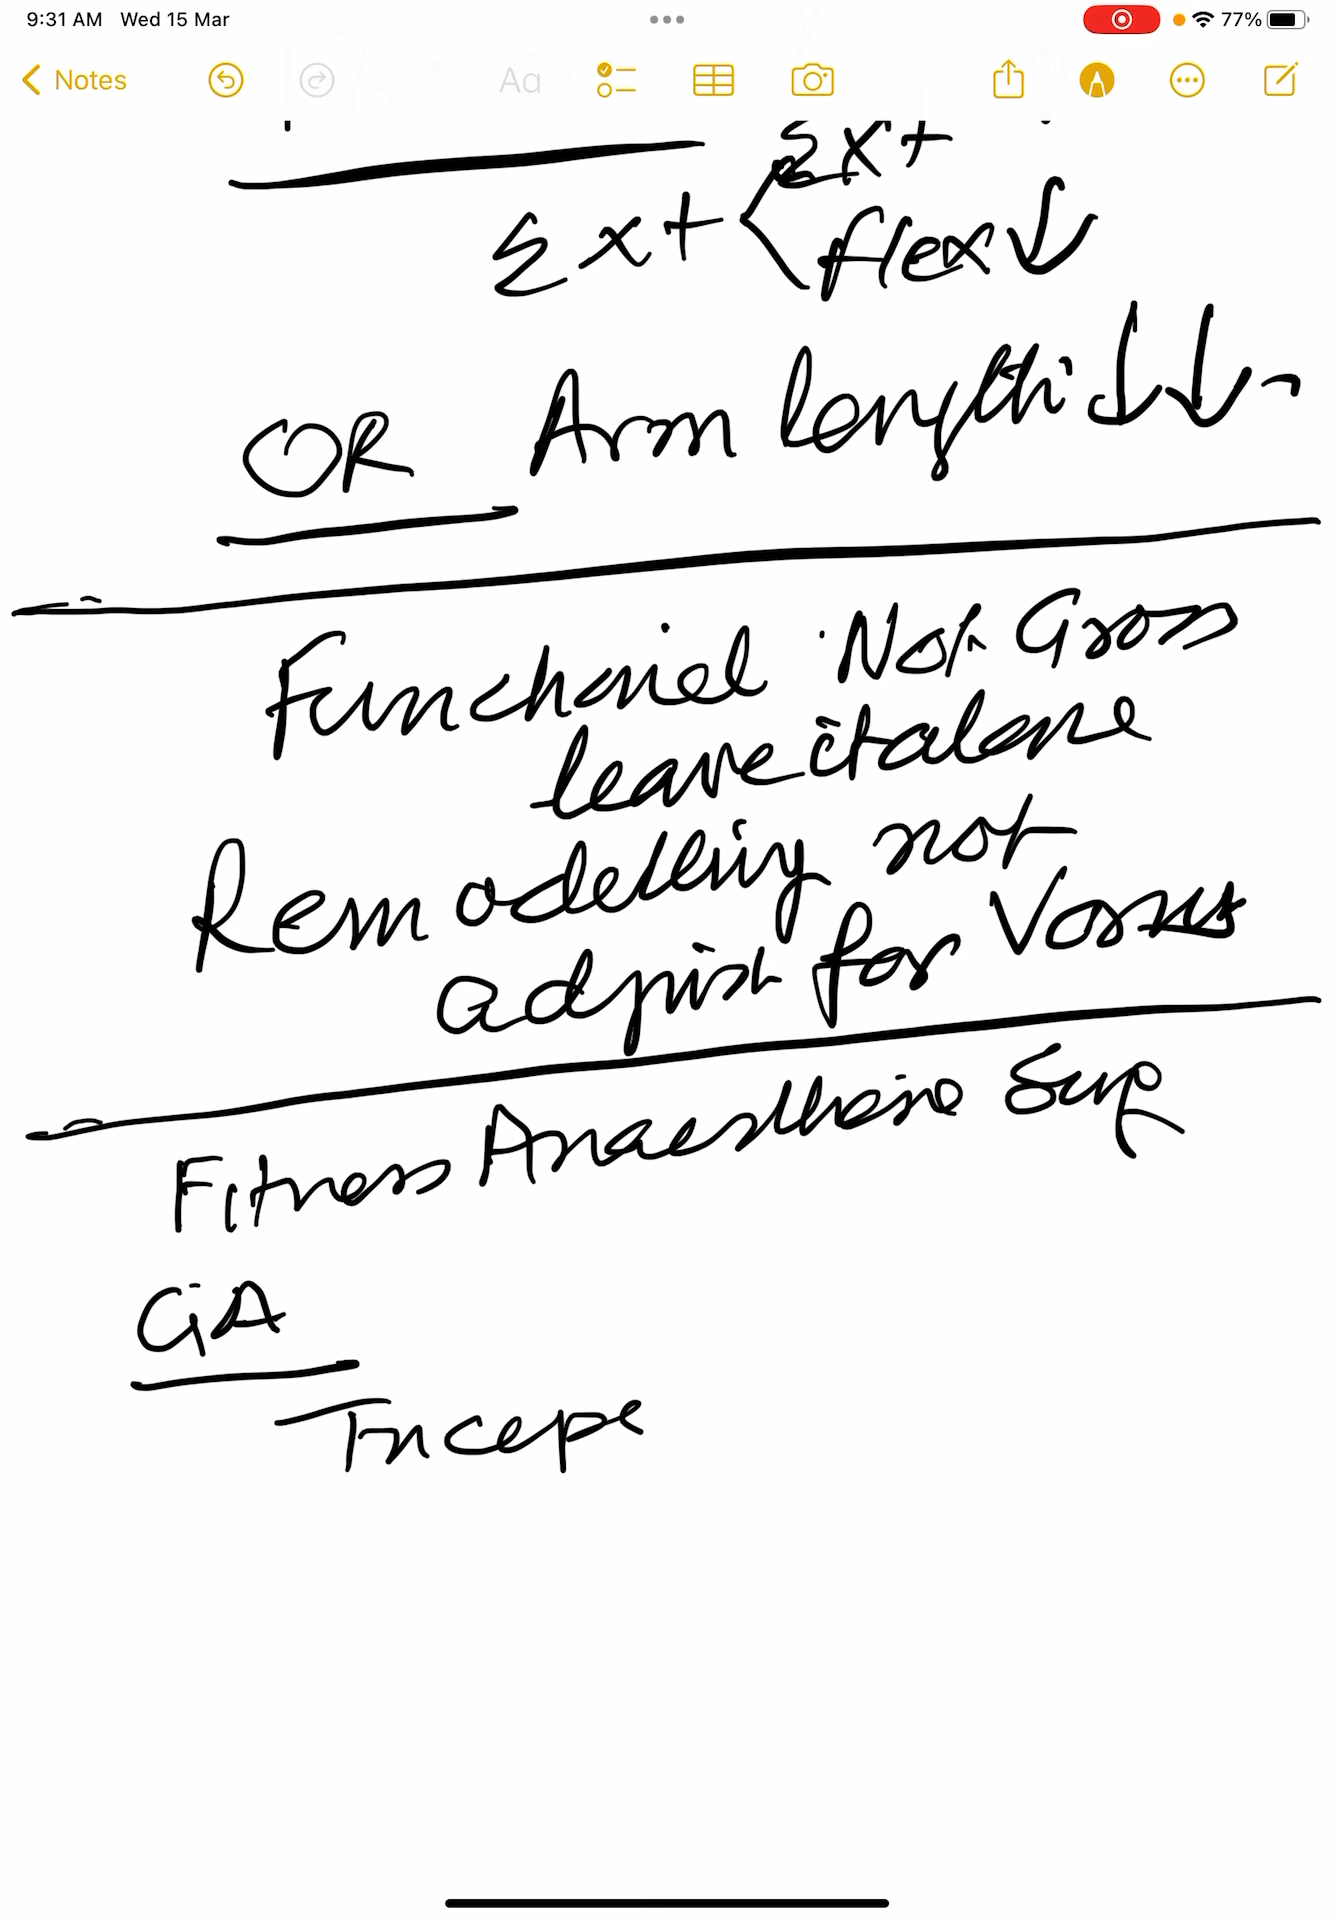 9:31 AM Wed 15 Mar 77%
Notes Aa
Ext
Ext flex ↓
OR Arm length ↓↓
Functional Not Gross
leave it alone
Remodelling not
adjust for Varus
Fitness Anaesthesia Sup
GA
Tricepe